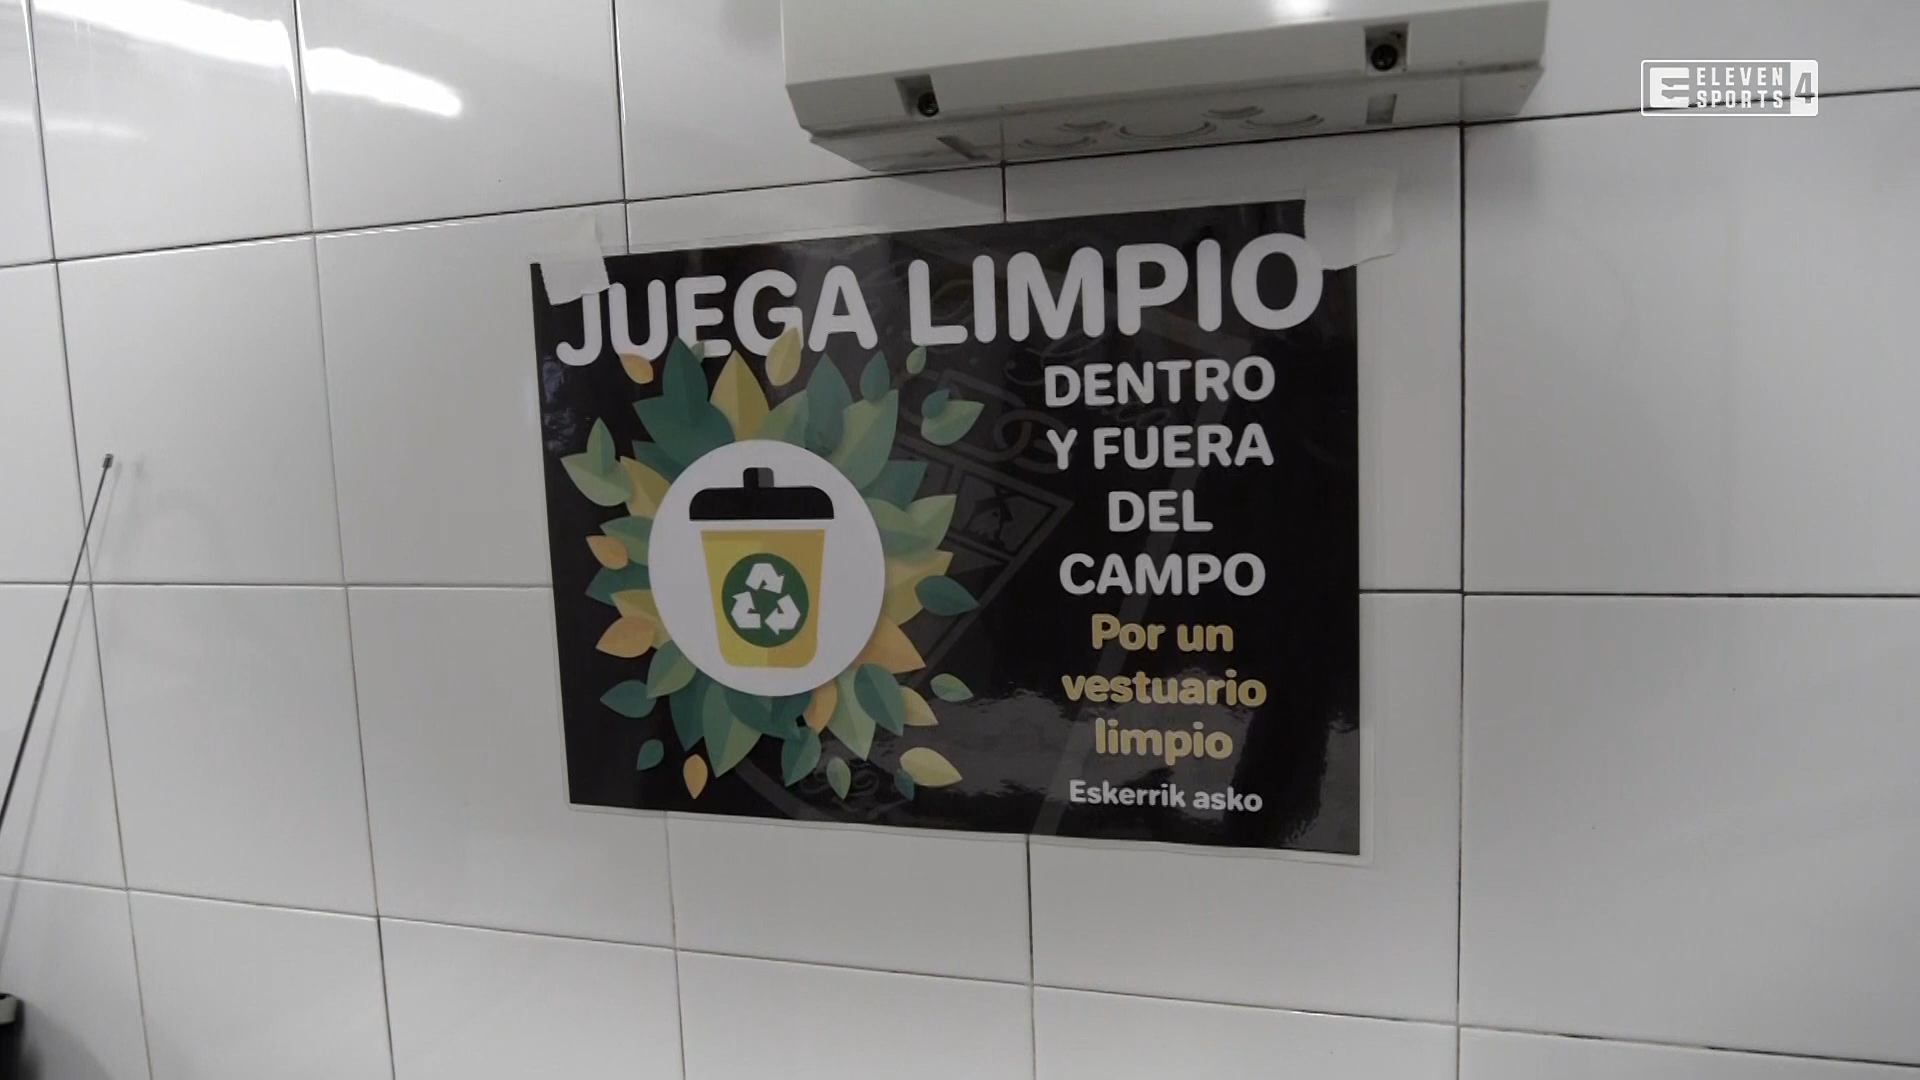 ELEVEN
SPORTS 4
JUEGA LIMPIO
DENTRO
Y FUERA
DEL
CAMPO
Por un
vestuario
limpio
Eskerrik asko